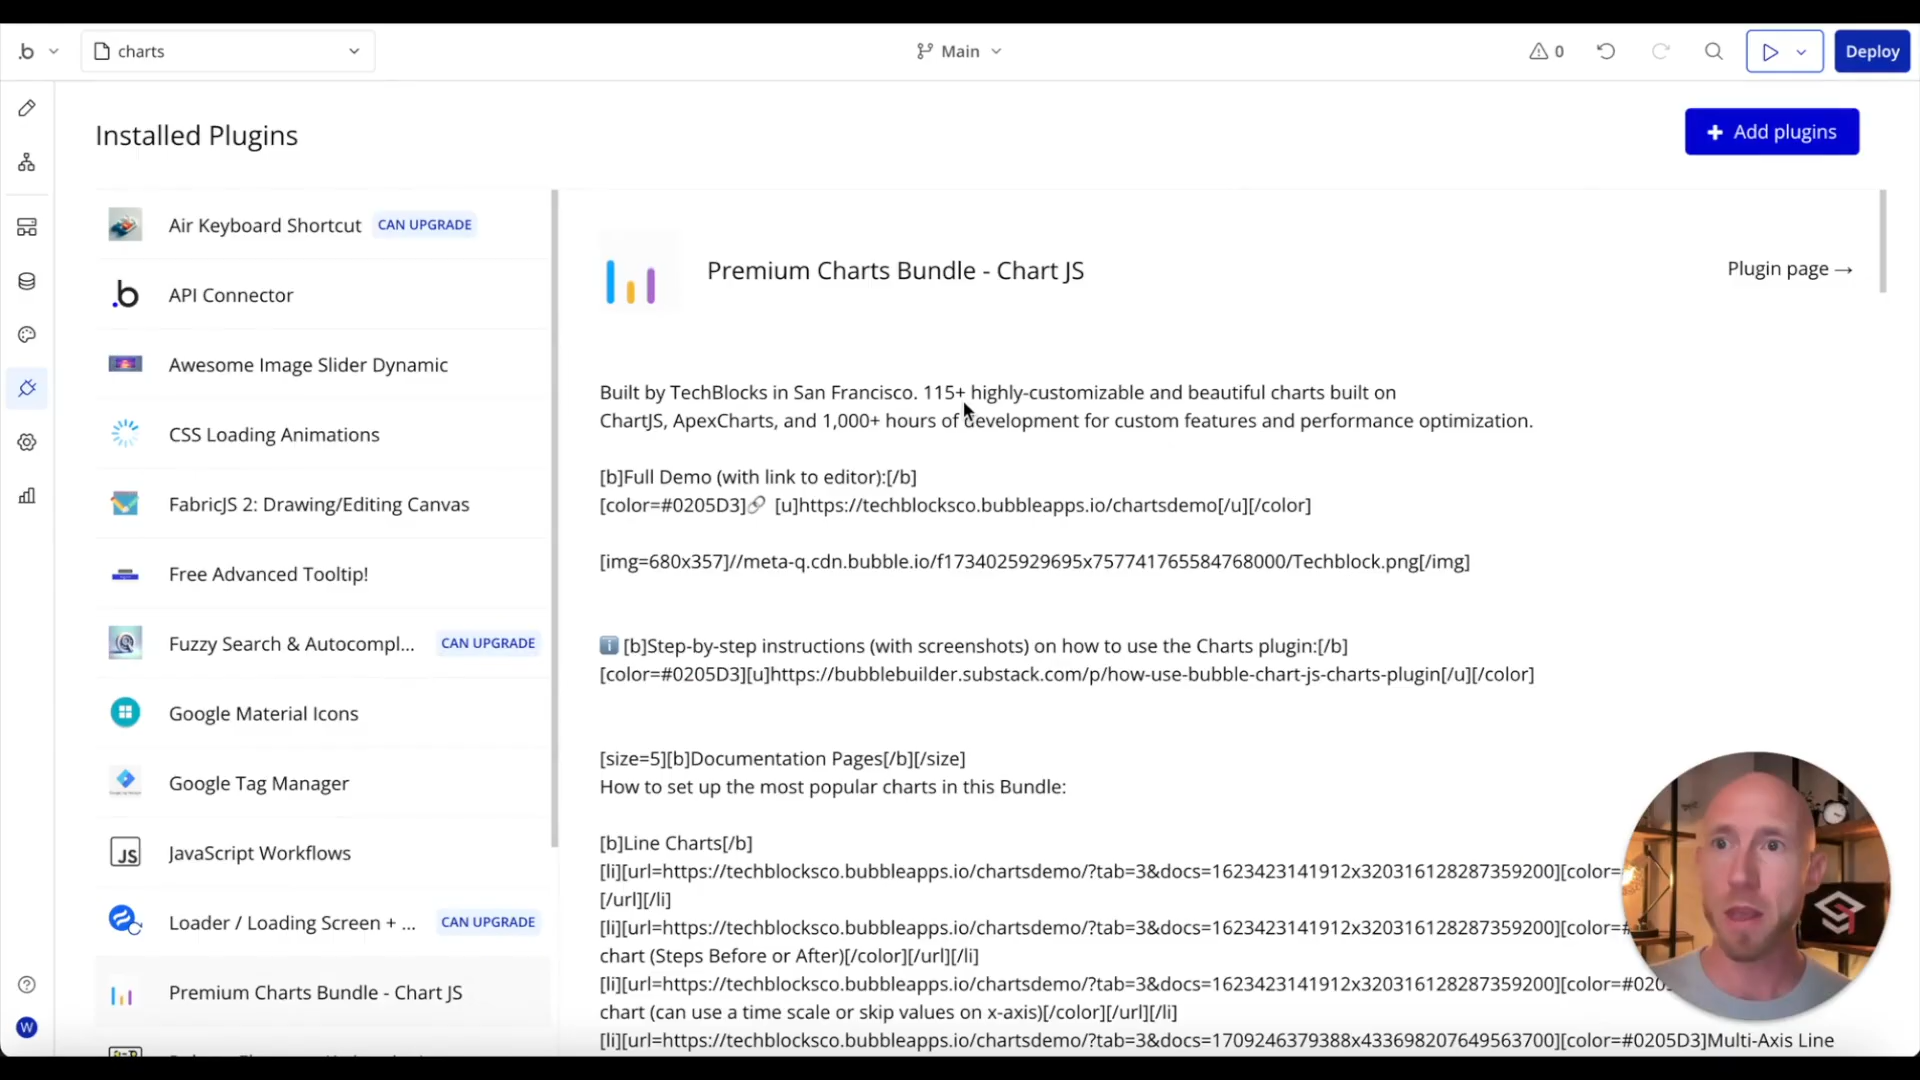 .b
charts
Main
0
Deploy
Installed Plugins
Add plugins
Air Keyboard Shortcut CAN UPGRADE
.b API Connector
Awesome Image Slider Dynamic
CSS Loading Animations
FabricJS 2: Drawing/Editing Canvas
Free Advanced Tooltip!
Fuzzy Search & Autocompl... CAN UPGRADE
Google Material Icons
Google Tag Manager
JS JavaScript Workflows
Loader / Loading Screen + ... CAN UPGRADE
Premium Charts Bundle - Chart JS
W
Premium Charts Bundle - Chart JS
Plugin page →
Built by TechBlocks in San Francisco. 115+ highly-customizable and beautiful charts built on
ChartJS, ApexCharts, and 1,000+ hours of development for custom features and performance optimization.
[b]Full Demo (with link to editor):[/b]
[color=#0205D3]🔗 [u]https://techblocksco.bubbleapps.io/chartsdemo[/u][/color]
[img=680x357]//meta-q.cdn.bubble.io/f1734025929695x757741765584768000/Techblock.png[/img]
ℹ️ [b]Step-by-step instructions (with screenshots) on how to use the Charts plugin:[/b]
[color=#0205D3][u]https://bubblebuilder.substack.com/p/how-use-bubble-chart-js-charts-plugin[/u][/color]
[size=5][b]Documentation Pages[/b][/size]
How to set up the most popular charts in this Bundle:
[b]Line Charts[/b]
[li][url=https://techblocksco.bubbleapps.io/chartsdemo/?tab=3&docs=1623423141912x320316128287359200][color=
[/url][/li]
[li][url=https://techblocksco.bubbleapps.io/chartsdemo/?tab=3&docs=1623423141912x320316128287359200][color=#
chart (Steps Before or After)[/color][/url][/li]
[li][url=https://techblocksco.bubbleapps.io/chartsdemo/?tab=3&docs=1623423141912x320316128287359200][color=#020
chart (can use a time scale or skip values on x-axis)[/color][/url][/li]
[li][url=https://techblocksco.bubbleapps.io/chartsdemo/?tab=3&docs=1709246379388x433698207649563700][color=#0205D3]Multi-Axis Line